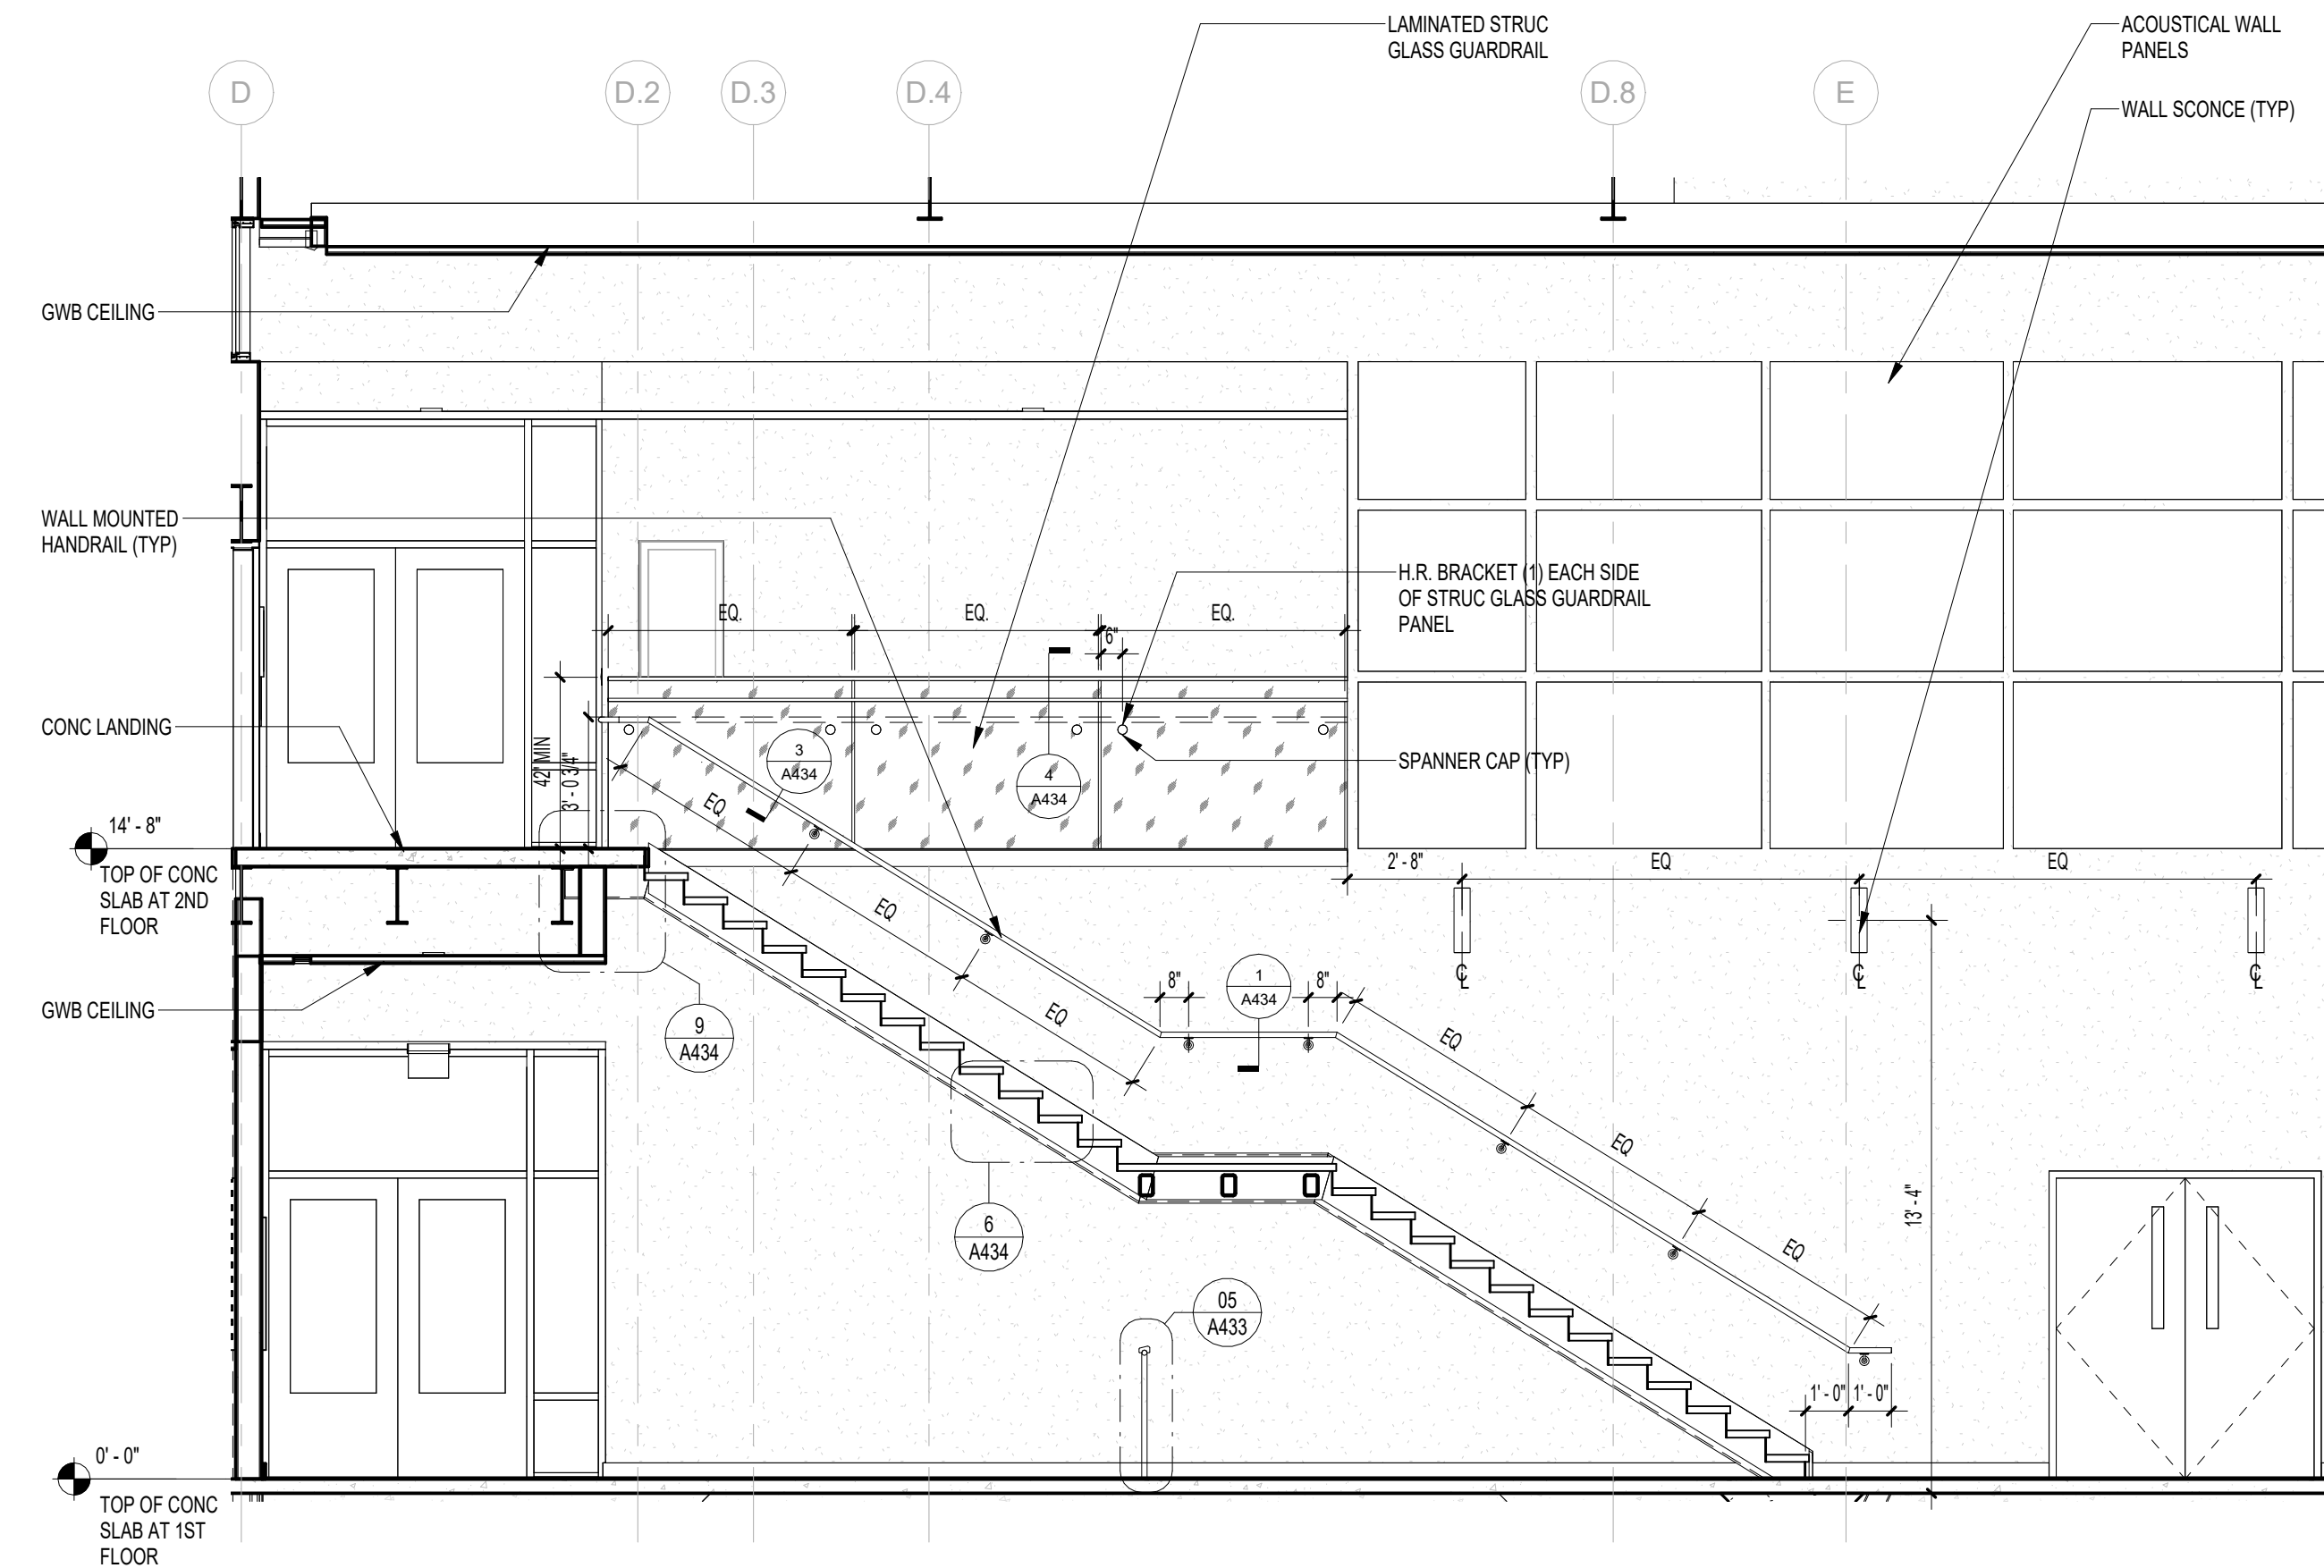 LAMINATED STRUC
GLASS GUARDRAIL
ACOUSTICAL WALL
PANELS
WALL SCONCE (TYP)
D
D.2
D.3
D.4
D.8
E
GWB CEILING
WALL MOUNTED
HANDRAIL (TYP)
H.R. BRACKET (1) EACH SIDE
OF STRUC GLASS GUARDRAIL
PANEL
EQ.
EQ.
EQ.
6"
CONC LANDING
42" MIN
3' - 0 3/4"
3
A434
4
A434
SPANNER CAP (TYP)
EQ
14' - 8"
TOP OF CONC
SLAB AT 2ND
FLOOR
2' - 8"
EQ
EQ
EQ
EQ
8"
1
A434
8"
CL
CL
CL
GWB CEILING
9
A434
EQ
EQ
EQ
6
A434
13' - 4"
05
A433
1' - 0"
1' - 0"
0' - 0"
TOP OF CONC
SLAB AT 1ST
FLOOR